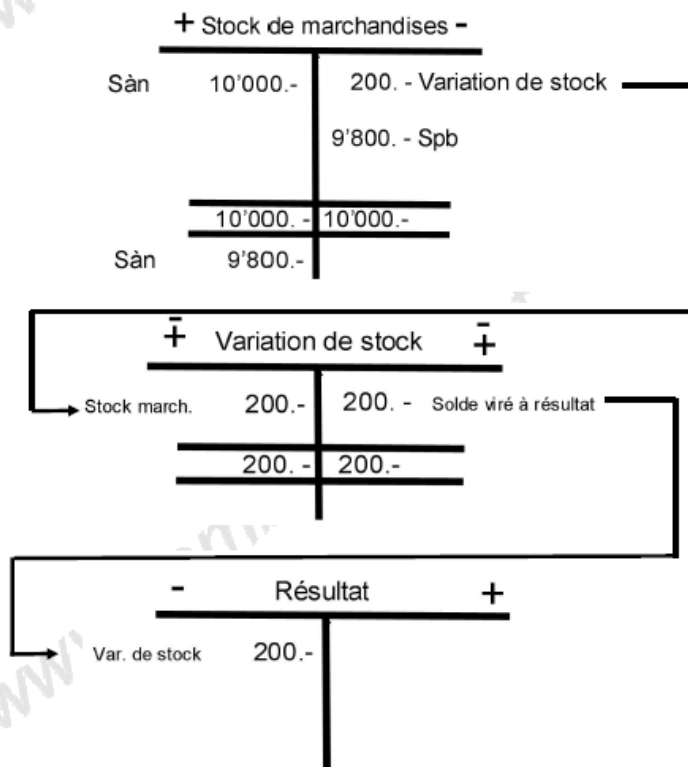 + Stock de marchandises -
Sàn 10'000.- 200. - Variation de stock
9'800. - Spb
10'000. - 10'000.-
Sàn 9'800.-
-
+ Variation de stock -
+
Stock march. 200.- 200. - Solde viré à résultat
200. - 200.-
- Résultat +
Var. de stock 200.-